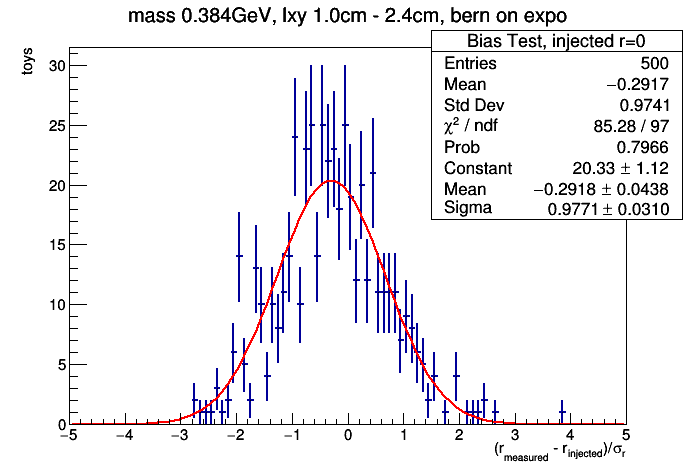 mass 0.384GeV, lxy 1.0cm - 2.4cm, bern on expo
Bias Test, injected r=0
Entries 500
Mean −0.2917
Std Dev 0.9741
χ² / ndf 85.28 / 97
Prob 0.7966
Constant 20.33 ± 1.12
Mean −0.2918 ± 0.0438
Sigma 0.9771 ± 0.0310
toys
30
25
20
15
10
5
0
−5 −4 −3 −2 −1 0 1 2 3 4 5
(r_measured - r_injected)/σ_r